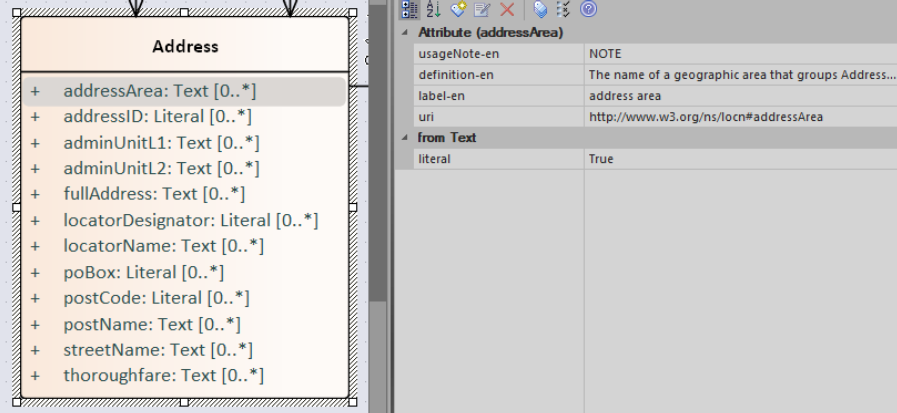 Address
+ addressArea: Text [0..*]
+ addressID: Literal [0..*]
+ adminUnitL1: Text [0..*]
+ adminUnitL2: Text [0..*]
+ fullAddress: Text [0..*]
+ locatorDesignator: Literal [0..*]
+ locatorName: Text [0..*]
+ poBox: Literal [0..*]
+ postCode: Literal [0..*]
+ postName: Text [0..*]
+ streetName: Text [0..*]
+ thoroughfare: Text [0..*]
Attribute (addressArea)
usageNote-en NOTE
definition-en The name of a geographic area that groups Address...
label-en address area
uri http://www.w3.org/ns/locn#addressArea
from Text
literal True